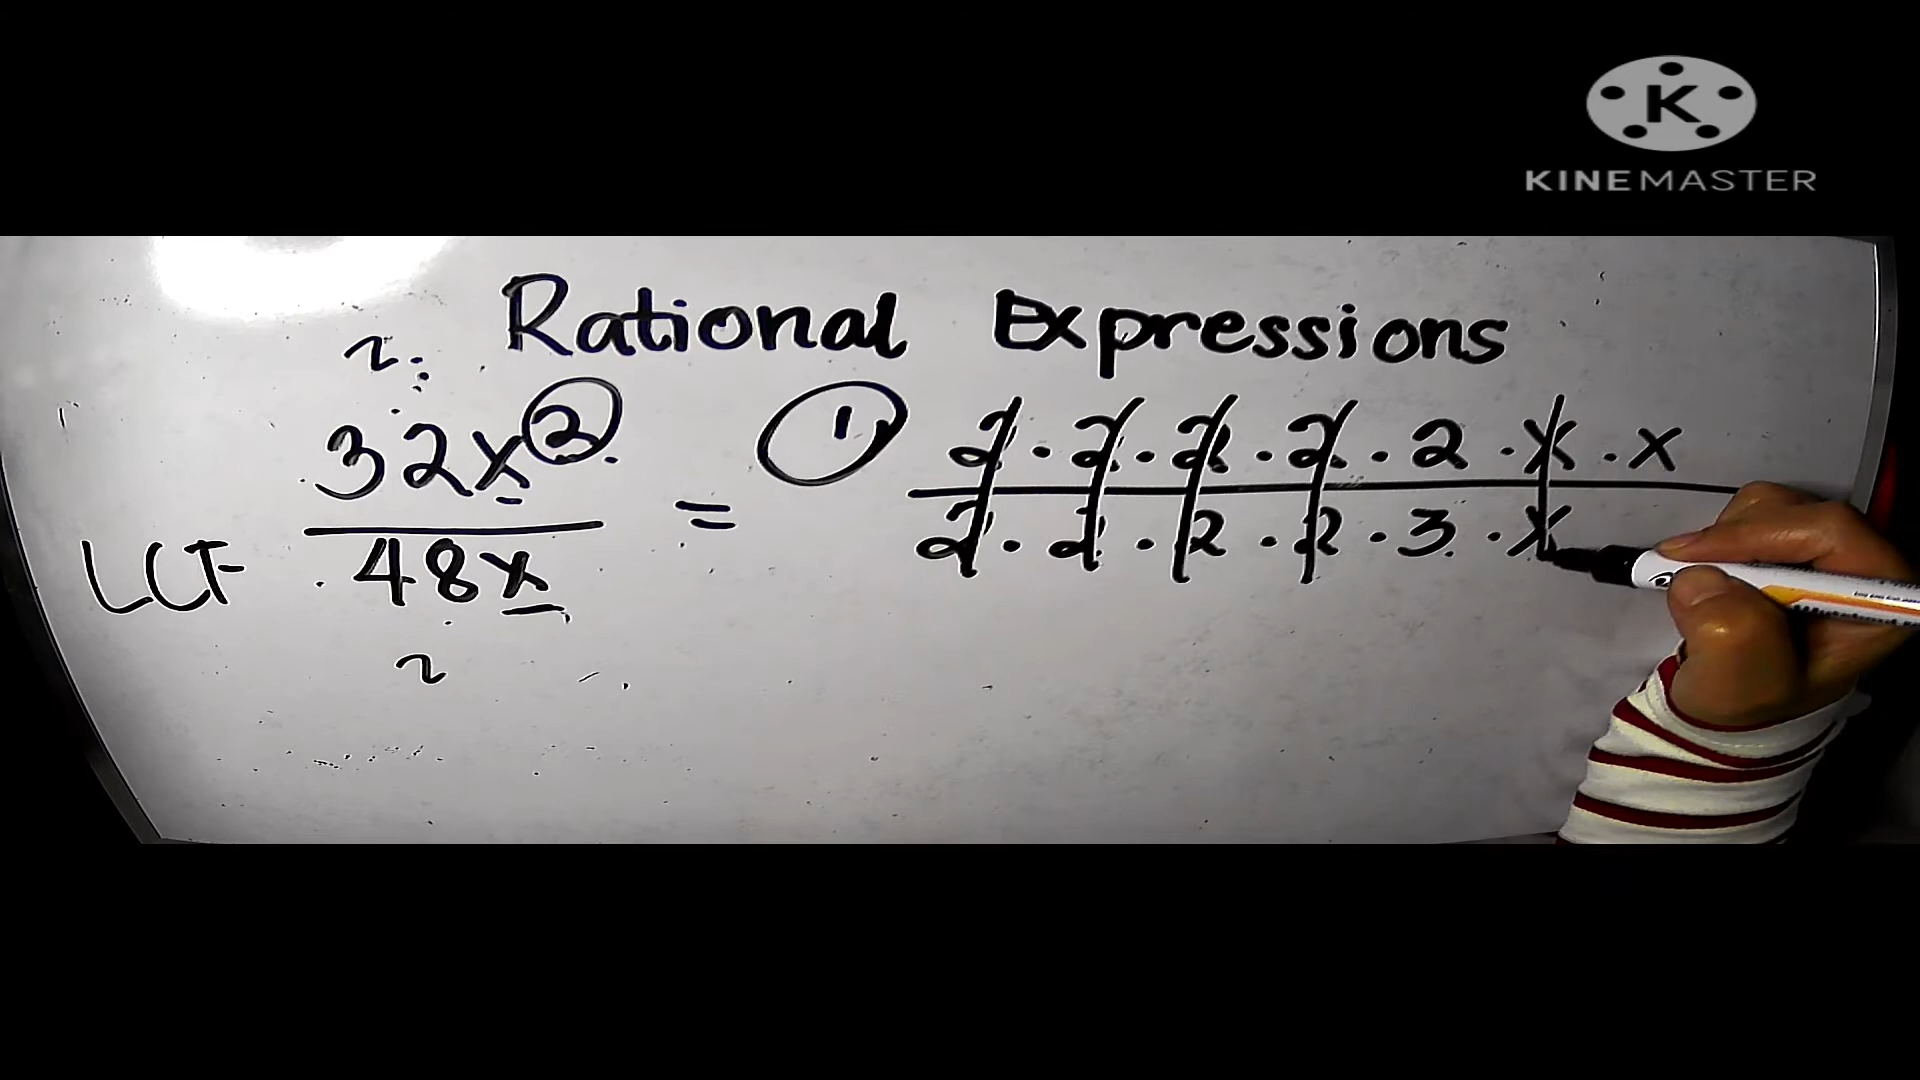 KINEMASTER
Rational Expressions
32x² / 48x = ① 2 · 2 · 2 · 2 · 2 · x · x / 2 · 2 · 2 · 2 · 3 · x
LCF